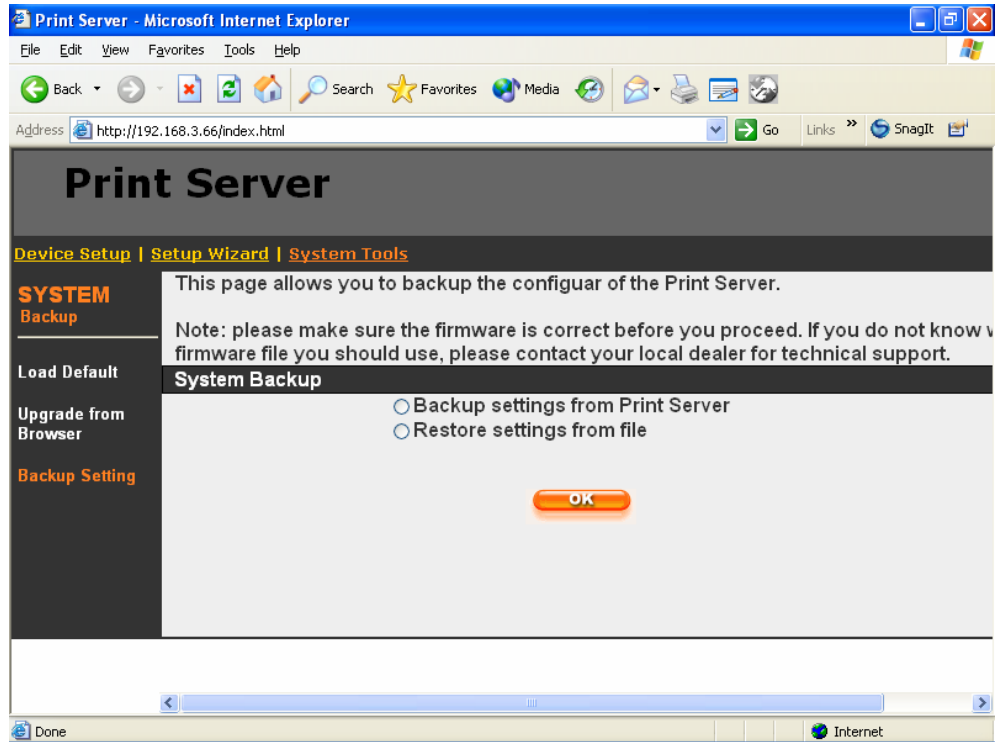 Print Server - Microsoft Internet Explorer
File Edit View Favorites Tools Help
Back Search Favorites Media
Address http://192.168.3.66/index.html Go Links » SnagIt
Print Server
Device Setup | Setup Wizard | System Tools
SYSTEM
Backup
Load Default
Upgrade from
Browser
Backup Setting
This page allows you to backup the configuar of the Print Server.
Note: please make sure the firmware is correct before you proceed. If you do not know
firmware file you should use, please contact your local dealer for technical support.
System Backup
Backup settings from Print Server
Restore settings from file
OK
Done Internet